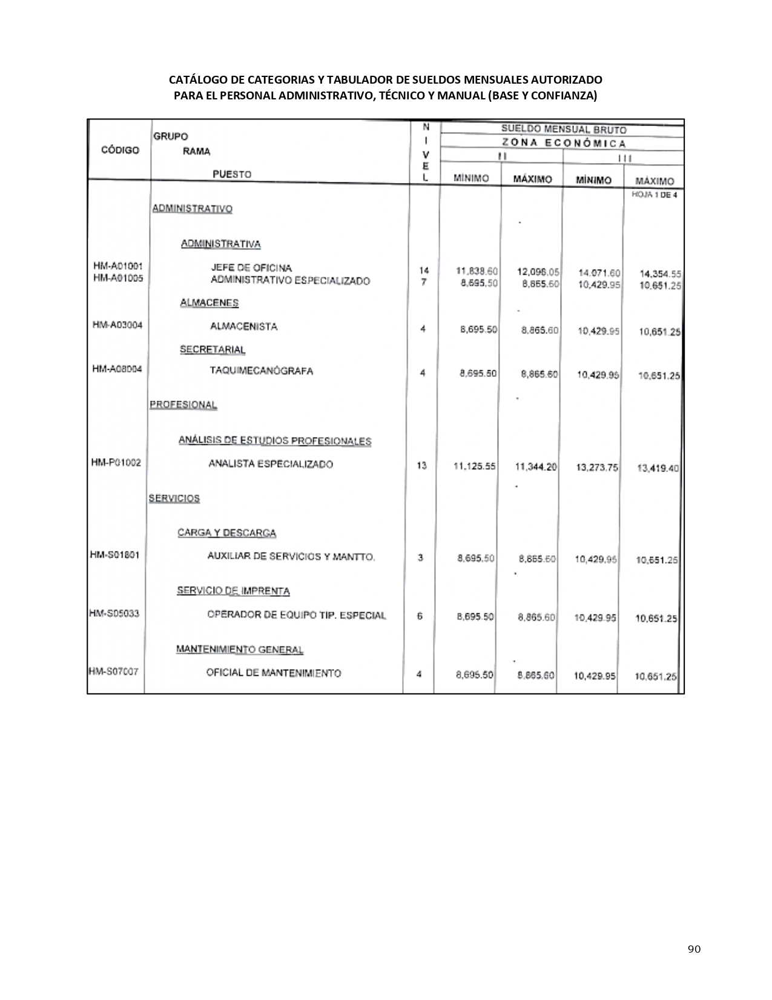 CATÁLOGO DE CATEGORIAS Y TABULADOR DE SUELDOS MENSUALES AUTORIZADO
PARA EL PERSONAL ADMINISTRATIVO, TÉCNICO Y MANUAL (BASE Y CONFIANZA)
CÓDIGO
GRUPO
RAMA
PUESTO
N
I
V
E
L
SUELDO MENSUAL BRUTO
ZONA ECONÓMICA
II III
MÍNIMO MÁXIMO MÍNIMO MÁXIMO
HOJA 1 DE 4
ADMINISTRATIVO
ADMINISTRATIVA
HM-A01001 JEFE DE OFICINA 14 11,838.60 12,096.05 14,071.60 14,354.55
HM-A01005 ADMINISTRATIVO ESPECIALIZADO 7 8,695.50 8,865.60 10,429.95 10,651.25
ALMACENES
HM-A03004 ALMACENISTA 4 8,695.50 8,865.60 10,429.95 10,651.25
SECRETARIAL
HM-A08004 TAQUIMECANÓGRAFA 4 8,695.50 8,865.60 10,429.95 10,651.25
PROFESIONAL
ANÁLISIS DE ESTUDIOS PROFESIONALES
HM-P01002 ANALISTA ESPECIALIZADO 13 11,125.55 11,344.20 13,273.75 13,419.40
SERVICIOS
CARGA Y DESCARGA
HM-S01801 AUXILIAR DE SERVICIOS Y MANTTO. 3 8,695.50 8,865.60 10,429.95 10,651.25
SERVICIO DE IMPRENTA
HM-S05033 OPERADOR DE EQUIPO TIP. ESPECIAL 6 8,695.50 8,865.60 10,429.95 10,651.25
MANTENIMIENTO GENERAL
HM-S07007 OFICIAL DE MANTENIMIENTO 4 8,695.50 8,865.60 10,429.95 10,651.25
90